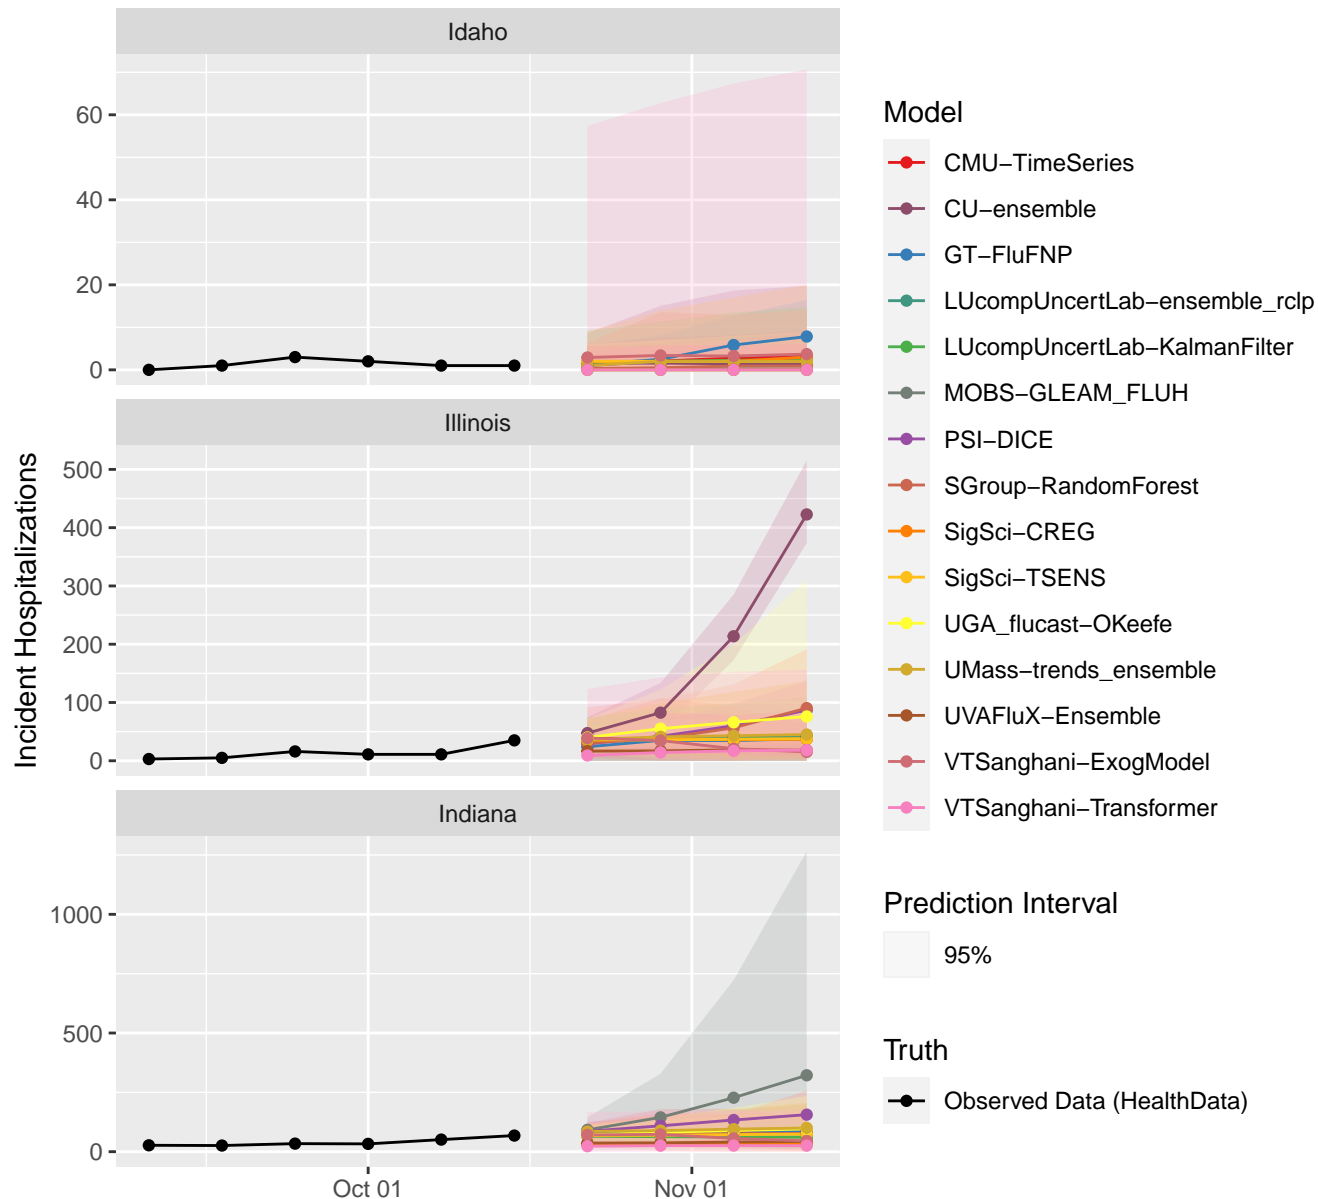 Idaho
60
40
20
0
Illinois
500
400
300
200
100
0
Indiana
1000
500
0
Oct 01
Nov 01
Incident Hospitalizations
Model
CMU−TimeSeries
CU−ensemble
GT−FluFNP
LUcompUncertLab−ensemble_rclp
LUcompUncertLab−KalmanFilter
MOBS−GLEAM_FLUH
PSI−DICE
SGroup−RandomForest
SigSci−CREG
SigSci−TSENS
UGA_flucast−OKeefe
UMass−trends_ensemble
UVAFluX−Ensemble
VTSanghani−ExogModel
VTSanghani−Transformer
Prediction Interval
95%
Truth
Observed Data (HealthData)